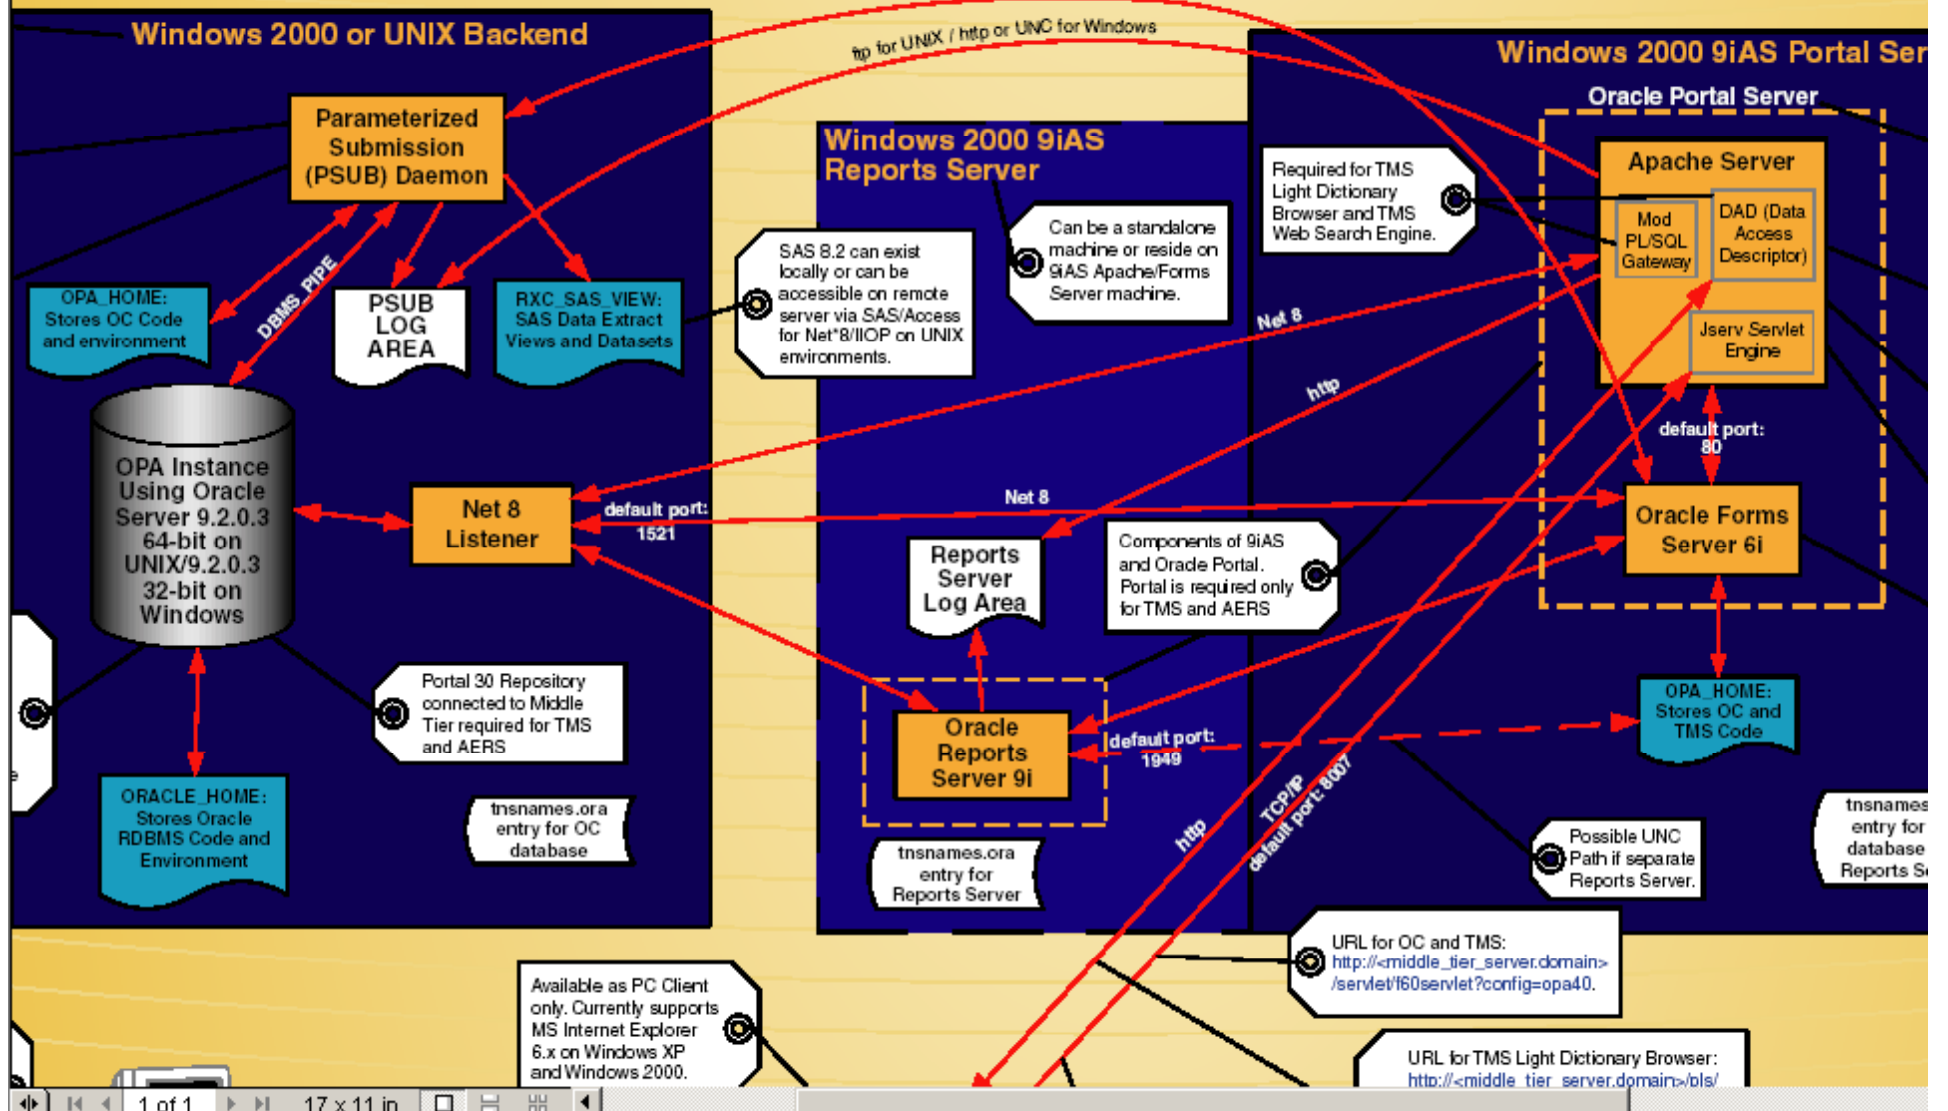 Windows 2000 or UNIX Backend
Parameterized
Submission
(PSUB) Daemon
OPA_HOME:
Stores OC Code
and environment
DBMS_PIPE
PSUB
LOG
AREA
RXC_SAS_VIEW:
SAS Data Extract
Views and Datasets
OPA Instance
Using Oracle
Server 9.2.0.3
64-bit on
UNIX/9.2.0.3
32-bit on
Windows
Net 8
Listener
default port:
1521
Portal 30 Repository
connected to Middle
Tier required for TMS
and AERS
ORACLE_HOME:
Stores Oracle
RDBMS Code and
Environment
tnsnames.ora
entry for OC
database
e
ftp for UNIX / http or UNC for Windows
SAS 8.2 can exist
locally or can be
accessible on remote
server via SAS/Access
for Net*8/IIOP on UNIX
environments.
Windows 2000 9iAS
Reports Server
Can be a standalone
machine or reside on
9iAS Apache/Forms
Server machine.
Net 8
http
Net 8
Reports
Server
Log Area
Components of 9iAS
and Oracle Portal.
Portal is required only
for TMS and AERS
Oracle
Reports
Server 9i
default port:
1949
tnsnames.ora
entry for
Reports Server
http
TCP/IP
default port: 8007
Windows 2000 9iAS Portal Ser
Oracle Portal Server
Required for TMS
Light Dictionary
Browser and TMS
Web Search Engine.
Apache Server
Mod
PL/SQL
Gateway
DAD (Data
Access
Descriptor)
Jserv Servlet
Engine
default port:
80
Oracle Forms
Server 6i
OPA_HOME:
Stores OC and
TMS Code
Possible UNC
Path if separate
Reports Server.
tnsnames
entry for
database
Reports Se
URL for OC and TMS:
http://<middle_tier_server.domain>
/servlet/f60servlet?config=opa40.
Available as PC Client
only. Currently supports
MS Internet Explorer
6.x on Windows XP
and Windows 2000.
URL for TMS Light Dictionary Browser:
http://<middle_tier_server.domain>/pls/
1 of 1
17 x 11 in